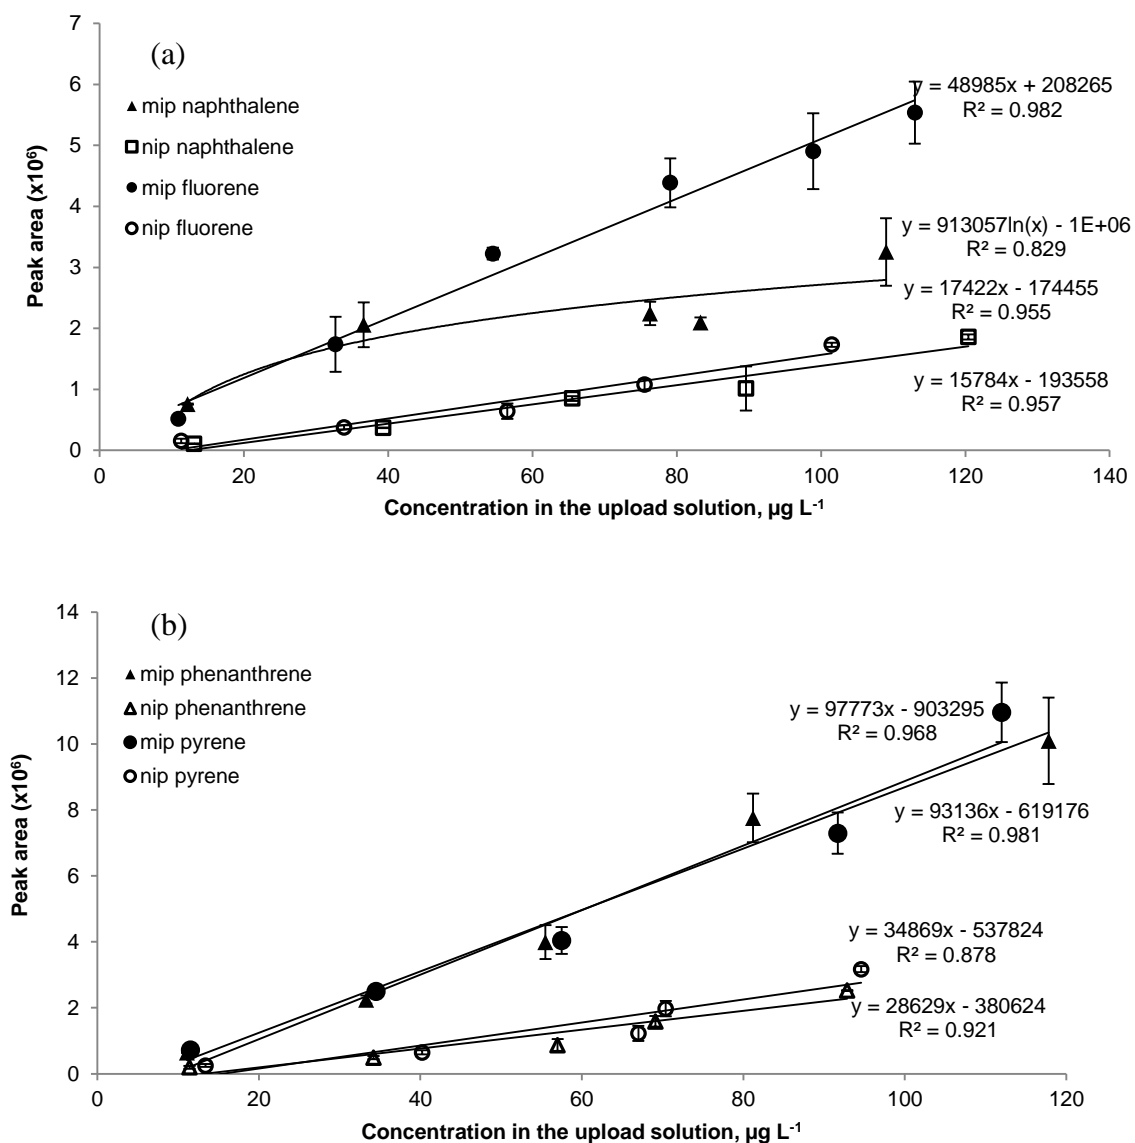 (a)
7
6
5
4
3
2
1
0
Peak area (x10⁶)
mip naphthalene
nip naphthalene
mip fluorene
nip fluorene
y = 48985x + 208265
R² = 0.982
y = 913057ln(x) - 1E+06
R² = 0.829
y = 17422x - 174455
R² = 0.955
y = 15784x - 193558
R² = 0.957
0 20 40 60 80 100 120 140
Concentration in the upload solution, µg L⁻¹
(b)
14
12
10
8
6
4
2
0
Peak area (x10⁶)
mip phenanthrene
nip phenanthrene
mip pyrene
nip pyrene
y = 97773x - 903295
R² = 0.968
y = 93136x - 619176
R² = 0.981
y = 34869x - 537824
R² = 0.878
y = 28629x - 380624
R² = 0.921
0 20 40 60 80 100 120
Concentration in the upload solution, µg L⁻¹